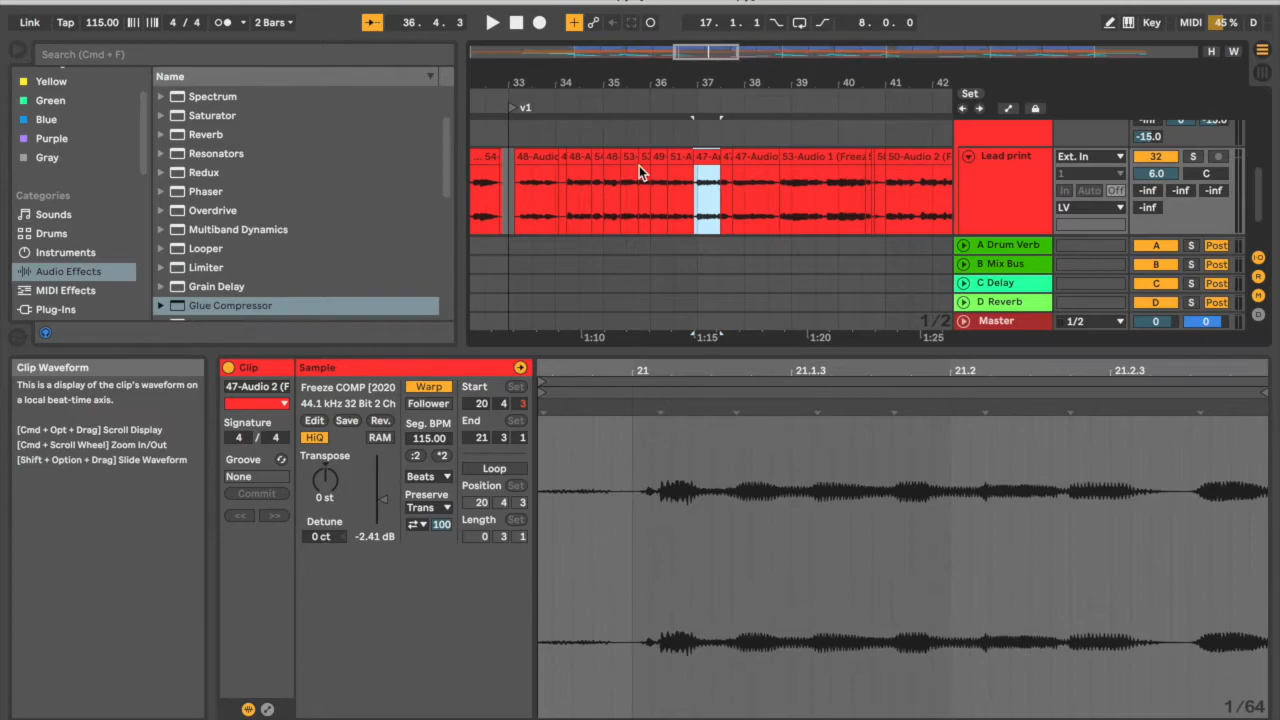 Link Tap 115.00 4 / 4 2 Bars 36. 4. 3 17. 1. 1 8. 0. 0 Key MIDI 45 % D
Search (Cmd + F)
H W
Yellow
Green
Blue
Purple
Gray
Categories
Sounds
Drums
Instruments
Audio Effects
MIDI Effects
Plug-Ins
Name
Spectrum
Saturator
Reverb
Resonators
Redux
Phaser
Overdrive
Multiband Dynamics
Looper
Limiter
Grain Delay
Glue Compressor
33 34 35 36 37 38 39 40 41 42
v1
Set
-15.0
... 54- 48-Audio 48-A 48- 53- 49 51-A 47-Au 47-Audio 53-Audio 1 (Freez 50-Audio 2 (F
Lead print
Ext. In 32 S
1 6.0 C
In Auto Off -inf -inf -inf
LV -inf
A Drum Verb A S Post
B Mix Bus B S Post
C Delay C S Post
D Reverb D S Post
1/2 Master 1/2 0 0
1:10 1:15 1:20 1:25
Clip Waveform
This is a display of the clip's waveform on
a local beat-time axis.
[Cmd + Opt + Drag] Scroll Display
[Cmd + Scroll Wheel] Zoom In/Out
[Shift + Option + Drag] Slide Waveform
Clip
47-Audio 2 (F
Signature
4 / 4
Groove
None
Commit
<< >>
Sample
Freeze COMP [2020
44.1 kHz 32 Bit 2 Ch
Edit Save Rev.
HiQ RAM
Transpose
0 st
Detune
0 ct -2.41 dB
Warp
Follower
Seg. BPM
115.00
:2 *2
Beats
Preserve
Trans
100
Start Set
20 4 3
End Set
21 3 1
Loop
Position Set
20 4 3
Length Set
0 3 1
21 21.1.3 21.2 21.2.3
1/64